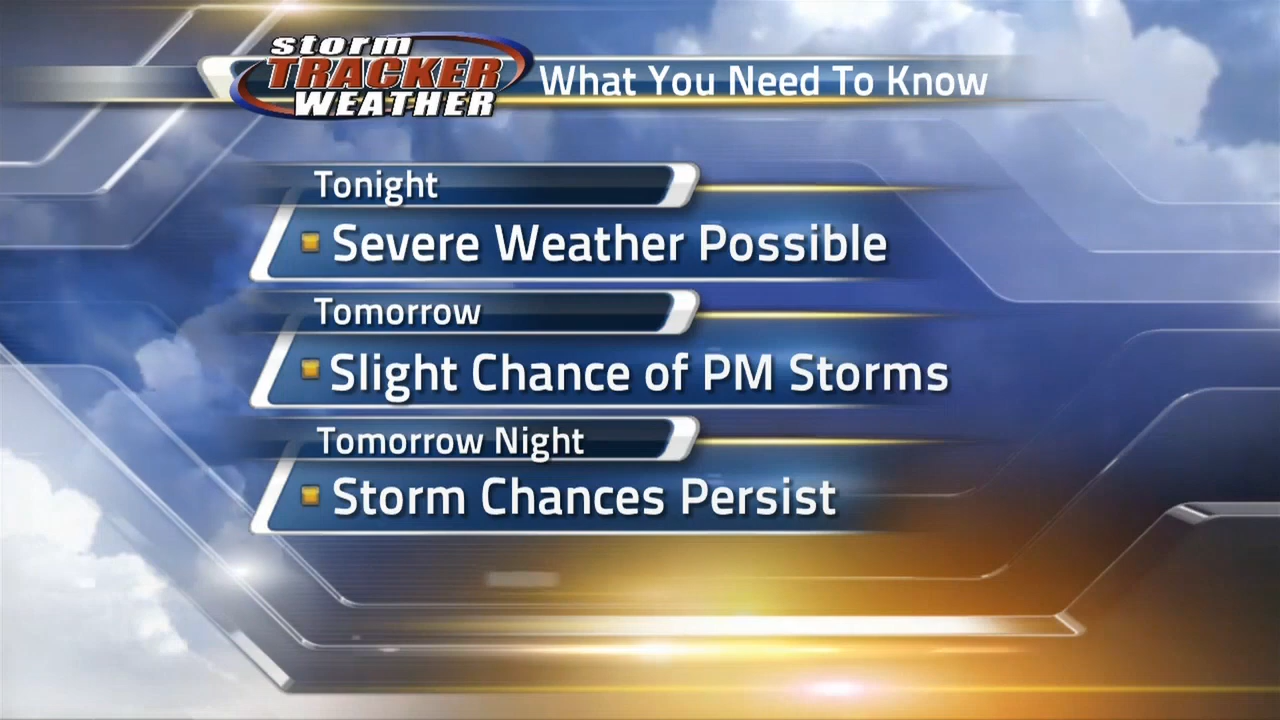 storm
TRACKER
WEATHER
What You Need To Know
Tonight
Severe Weather Possible
Tomorrow
Slight Chance of PM Storms
Tomorrow Night
Storm Chances Persist